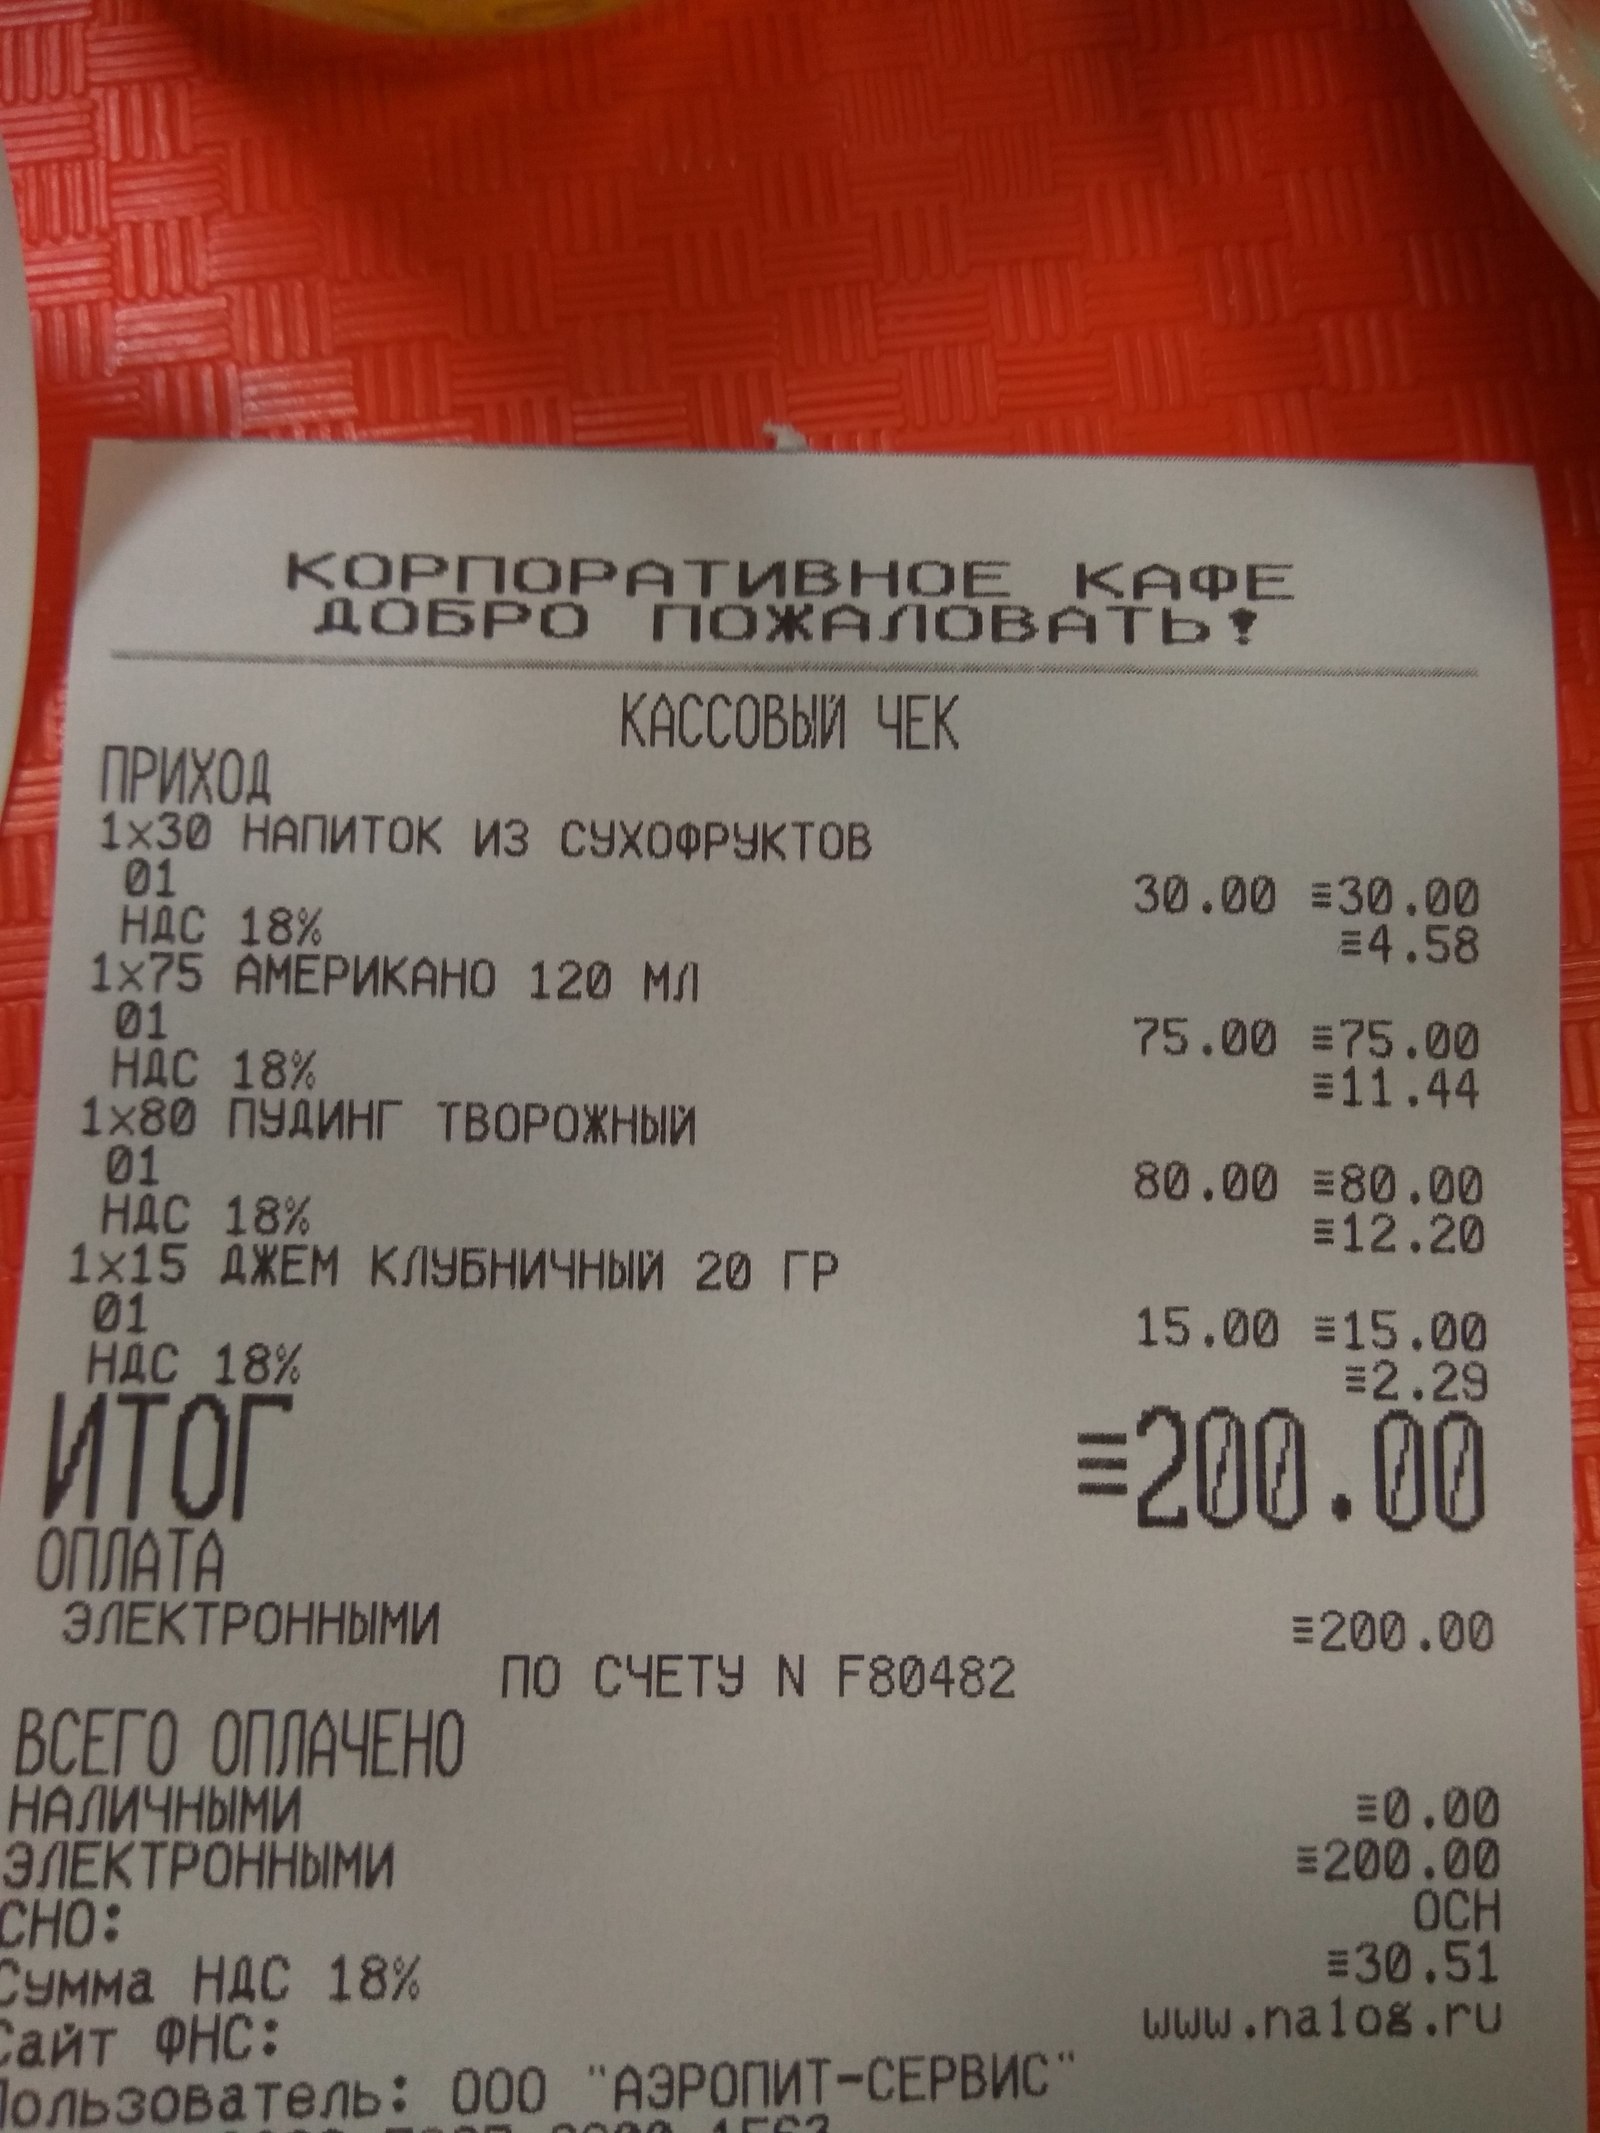 КОРПОРАТИВНОЕ КАФЕ
ДОБРО ПОЖАЛОВАТЬ!
КАССОВЫЙ ЧЕК
ПРИХОД
1x30 НАПИТОК ИЗ СУХОФРУКТОВ
01 30.00 ≡30.00
НДС 18% ≡4.58
1x75 АМЕРИКАНО 120 МЛ
01 75.00 ≡75.00
НДС 18% ≡11.44
1x80 ПУДИНГ ТВОРОЖНЫЙ
01 80.00 ≡80.00
НДС 18% ≡12.20
1x15 ДЖЕМ КЛУБНИЧНЫЙ 20 ГР
01 15.00 ≡15.00
НДС 18% ≡2.29
ИТОГ ≡200.00
ОПЛАТА
ЭЛЕКТРОННЫМИ ≡200.00
ПО СЧЕТУ N F80482
ВСЕГО ОПЛАЧЕНО
НАЛИЧНЫМИ ≡0.00
ЭЛЕКТРОННЫМИ ≡200.00
СНО: ОСН
Сумма НДС 18% ≡30.51
Сайт ФНС: www.nalog.ru
Пользователь: ООО "АЭРОПИТ-СЕРВИС"